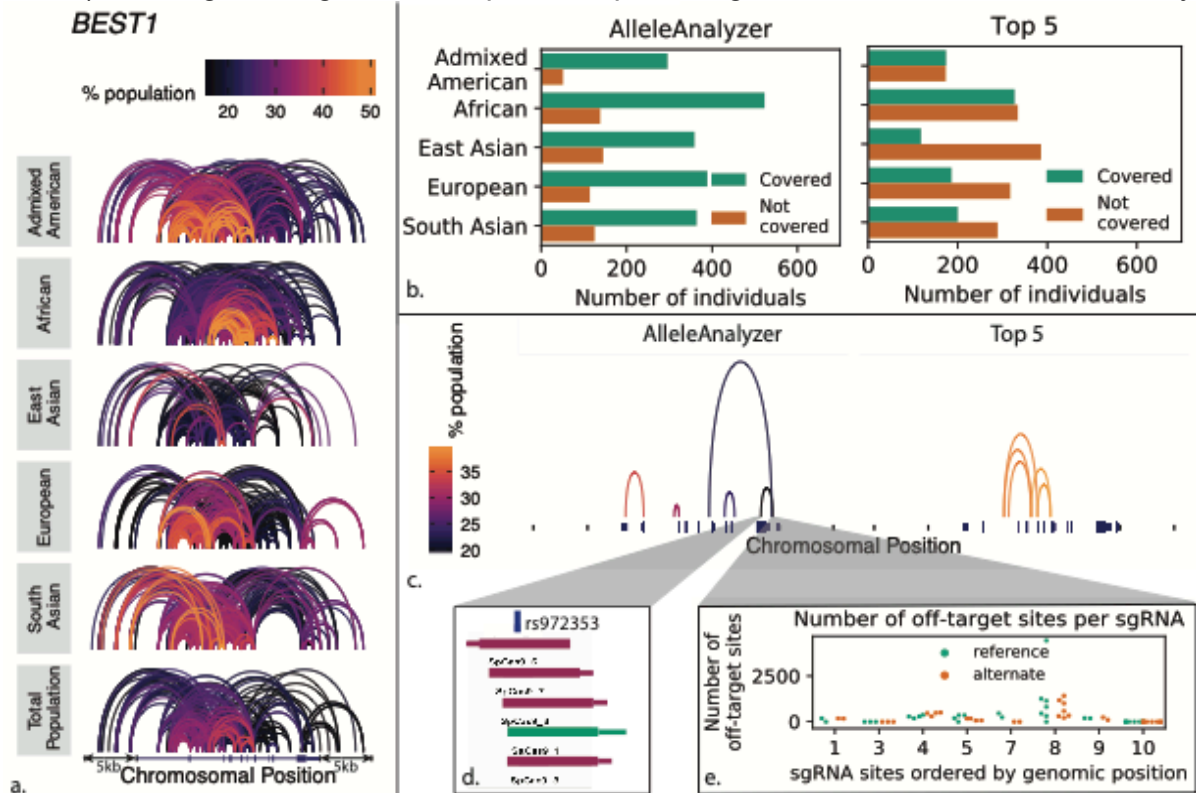 BEST1
% population
20 30 40 50
Admixed
American
African
East
Asian
European
South
Asian
Total
Population
5kb
5kb
Chromosomal Position
a.
AlleleAnalyzer
Top 5
Admixed
American
African
East Asian
European
South Asian
Covered
Not
covered
Covered
Not
covered
0 200 400 600
0 200 400 600
Number of individuals
Number of individuals
b.
AlleleAnalyzer
Top 5
% population
35
30
25
20
Chromosomal Position
c.
rs972353
d.
Number of off-target sites per sgRNA
Number of
off-target sites
reference
alternate
2500
0
1 3 4 5 7 8 9 10
sgRNA sites ordered by genomic position
e.